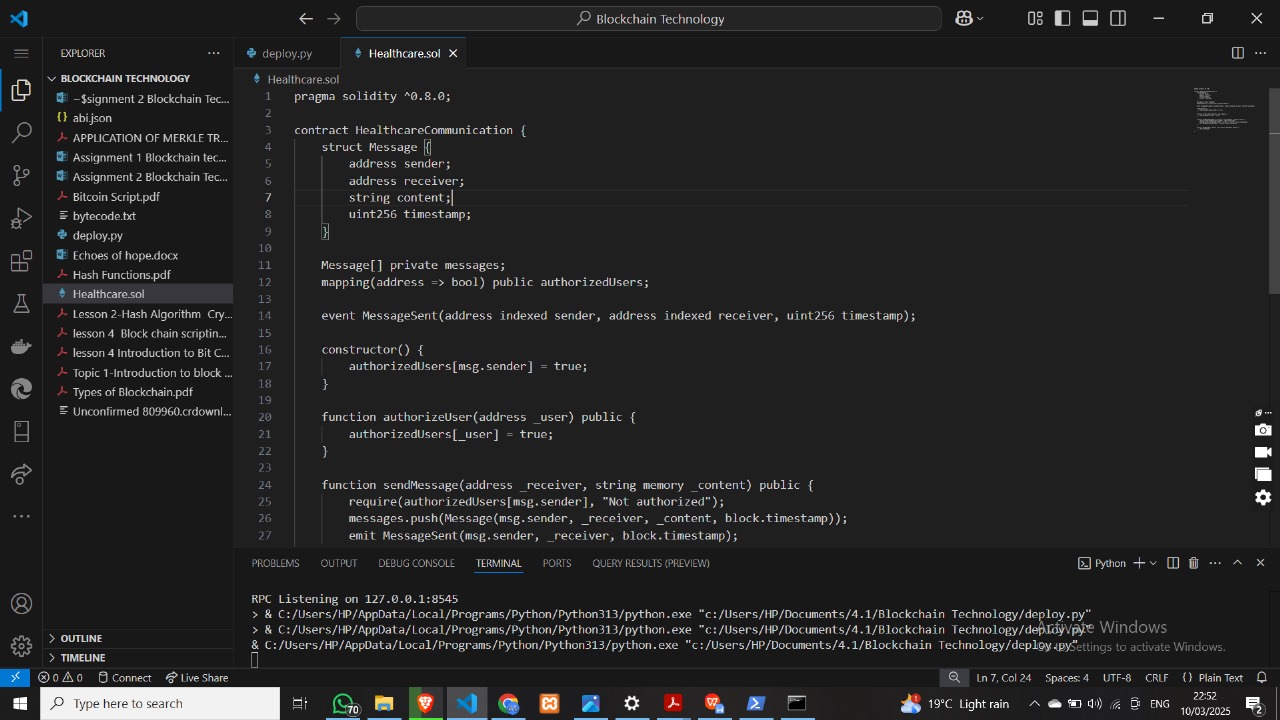 Blockchain Technology
EXPLORER
BLOCKCHAIN TECHNOLOGY
~$signment 2 Blockchain Tec...
abi.json
APPLICATION OF MERKLE TR...
Assignment 1 Blockchain tec...
Assignment 2 Blockchain Tec...
Bitcoin Script.pdf
bytecode.txt
deploy.py
Echoes of hope.docx
Hash Functions.pdf
Healthcare.sol
Lesson 2-Hash Algorithm Cry...
lesson 4 Block chain scriptin...
lesson 4 Introduction to Bit C...
Topic 1-Introduction to block ...
Types of Blockchain.pdf
Unconfirmed 809960.crdownl...
OUTLINE
TIMELINE
deploy.py
Healthcare.sol
Healthcare.sol
1 pragma solidity ^0.8.0;
2
3 contract HealthcareCommunication {
4 struct Message {
5 address sender;
6 address receiver;
7 string content;
8 uint256 timestamp;
9 }
10
11 Message[] private messages;
12 mapping(address => bool) public authorizedUsers;
13
14 event MessageSent(address indexed sender, address indexed receiver, uint256 timestamp);
15
16 constructor() {
17 authorizedUsers[msg.sender] = true;
18 }
19
20 function authorizeUser(address _user) public {
21 authorizedUsers[_user] = true;
22 }
23
24 function sendMessage(address _receiver, string memory _content) public {
25 require(authorizedUsers[msg.sender], "Not authorized");
26 messages.push(Message(msg.sender, _receiver, _content, block.timestamp));
27 emit MessageSent(msg.sender, _receiver, block.timestamp);
PROBLEMS OUTPUT DEBUG CONSOLE TERMINAL PORTS QUERY RESULTS (PREVIEW)
Python
RPC Listening on 127.0.0.1:8545
> & C:/Users/HP/AppData/Local/Programs/Python/Python313/python.exe "c:/Users/HP/Documents/4.1/Blockchain Technology/deploy.py"
> & C:/Users/HP/AppData/Local/Programs/Python/Python313/python.exe "c:/Users/HP/Documents/4.1/Blockchain Technology/deploy.py"
& C:/Users/HP/AppData/Local/Programs/Python/Python313/python.exe "c:/Users/HP/Documents/4.1/Blockchain Technology/deploy.py"
Activate Windows
Go to Settings to activate Windows.
0 0 Connect Live Share
Ln 7, Col 24 Spaces: 4 UTF-8 CRLF {} Plain Text
Type here to search
70
19°C Light rain
ENG
22:52
10/03/2025
2